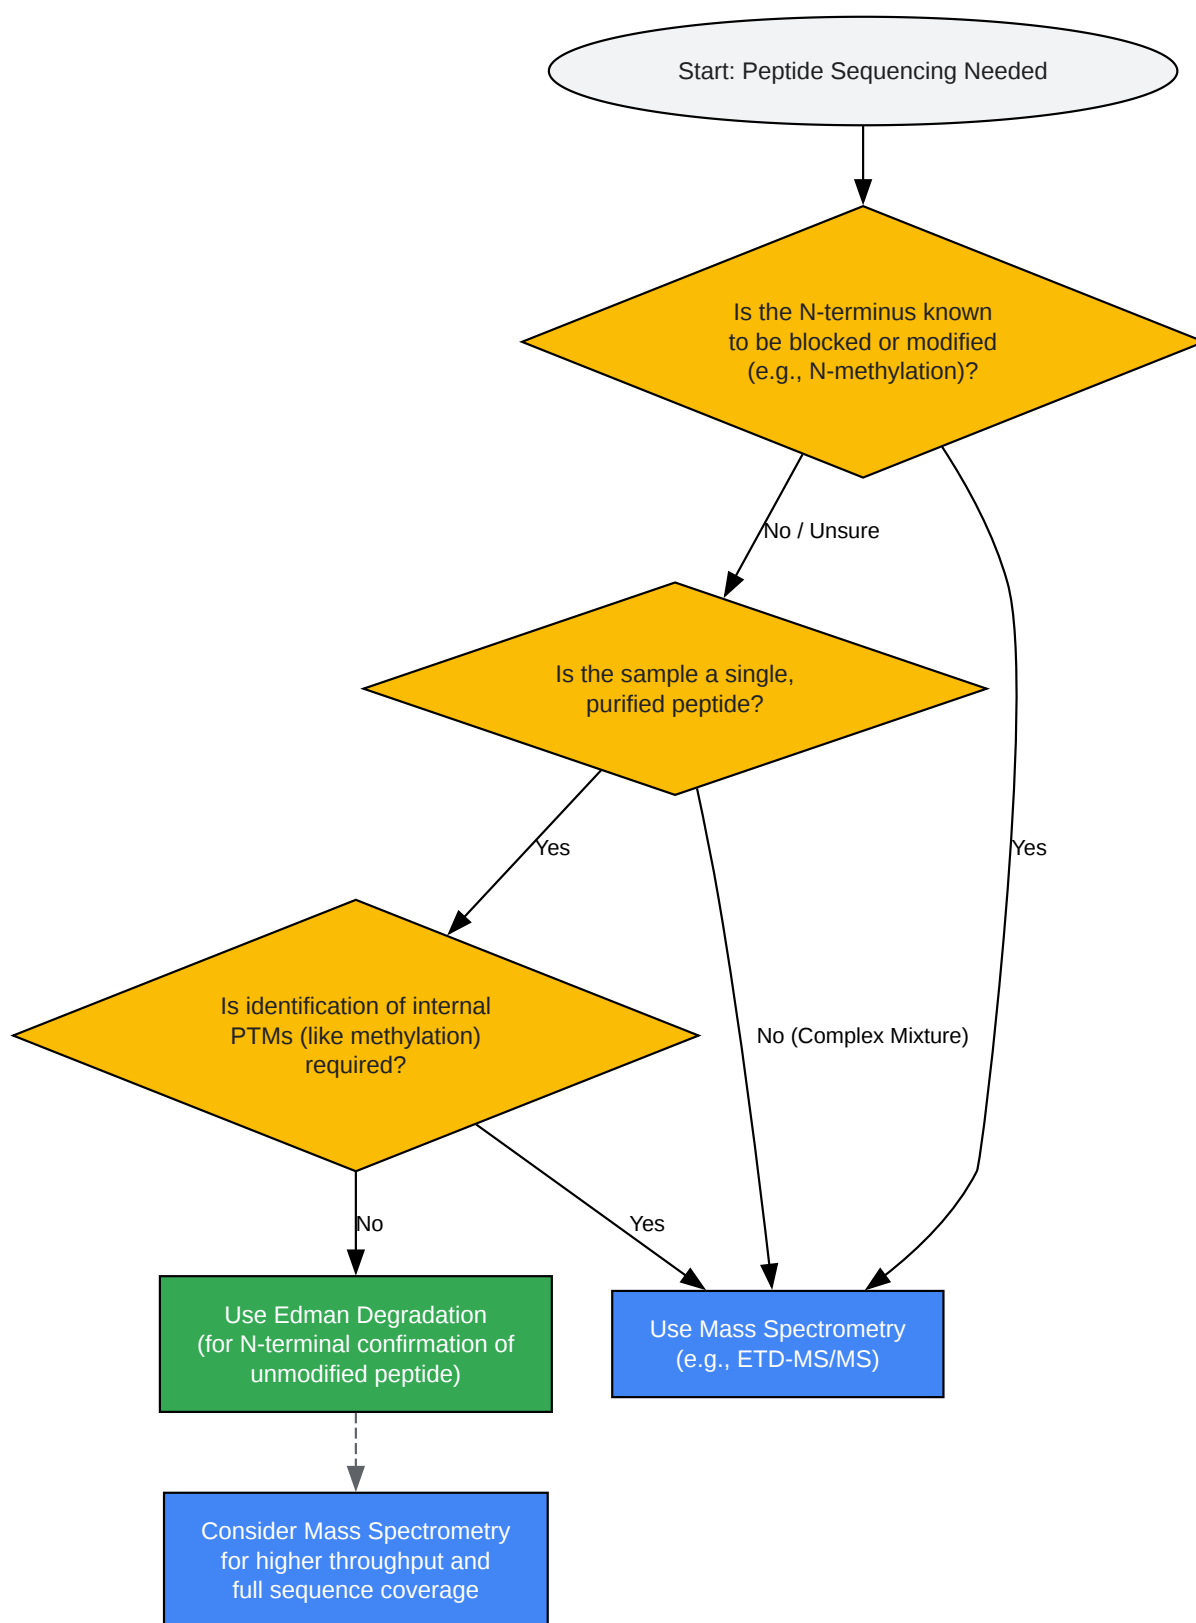 Start: Peptide Sequencing Needed
Is the N-terminus known
to be blocked or modified
(e.g., N-methylation)?
No / Unsure
Is the sample a single,
purified peptide?
Yes
Yes
Is identification of internal
PTMs (like methylation)
required?
No (Complex Mixture)
No
Yes
Use Edman Degradation
(for N-terminal confirmation of
unmodified peptide)
Use Mass Spectrometry
(e.g., ETD-MS/MS)
Consider Mass Spectrometry
for higher throughput and
full sequence coverage